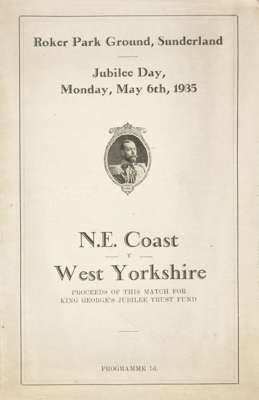 Roker Park Ground, Sunderland
Jubilee Day,
Monday, May 6th, 1935
N.E. Coast
V
West Yorkshire
PROCEEDS OF THIS MATCH FOR
KING GEORGE'S JUBILEE TRUST FUND
PROGRAMME 1d.